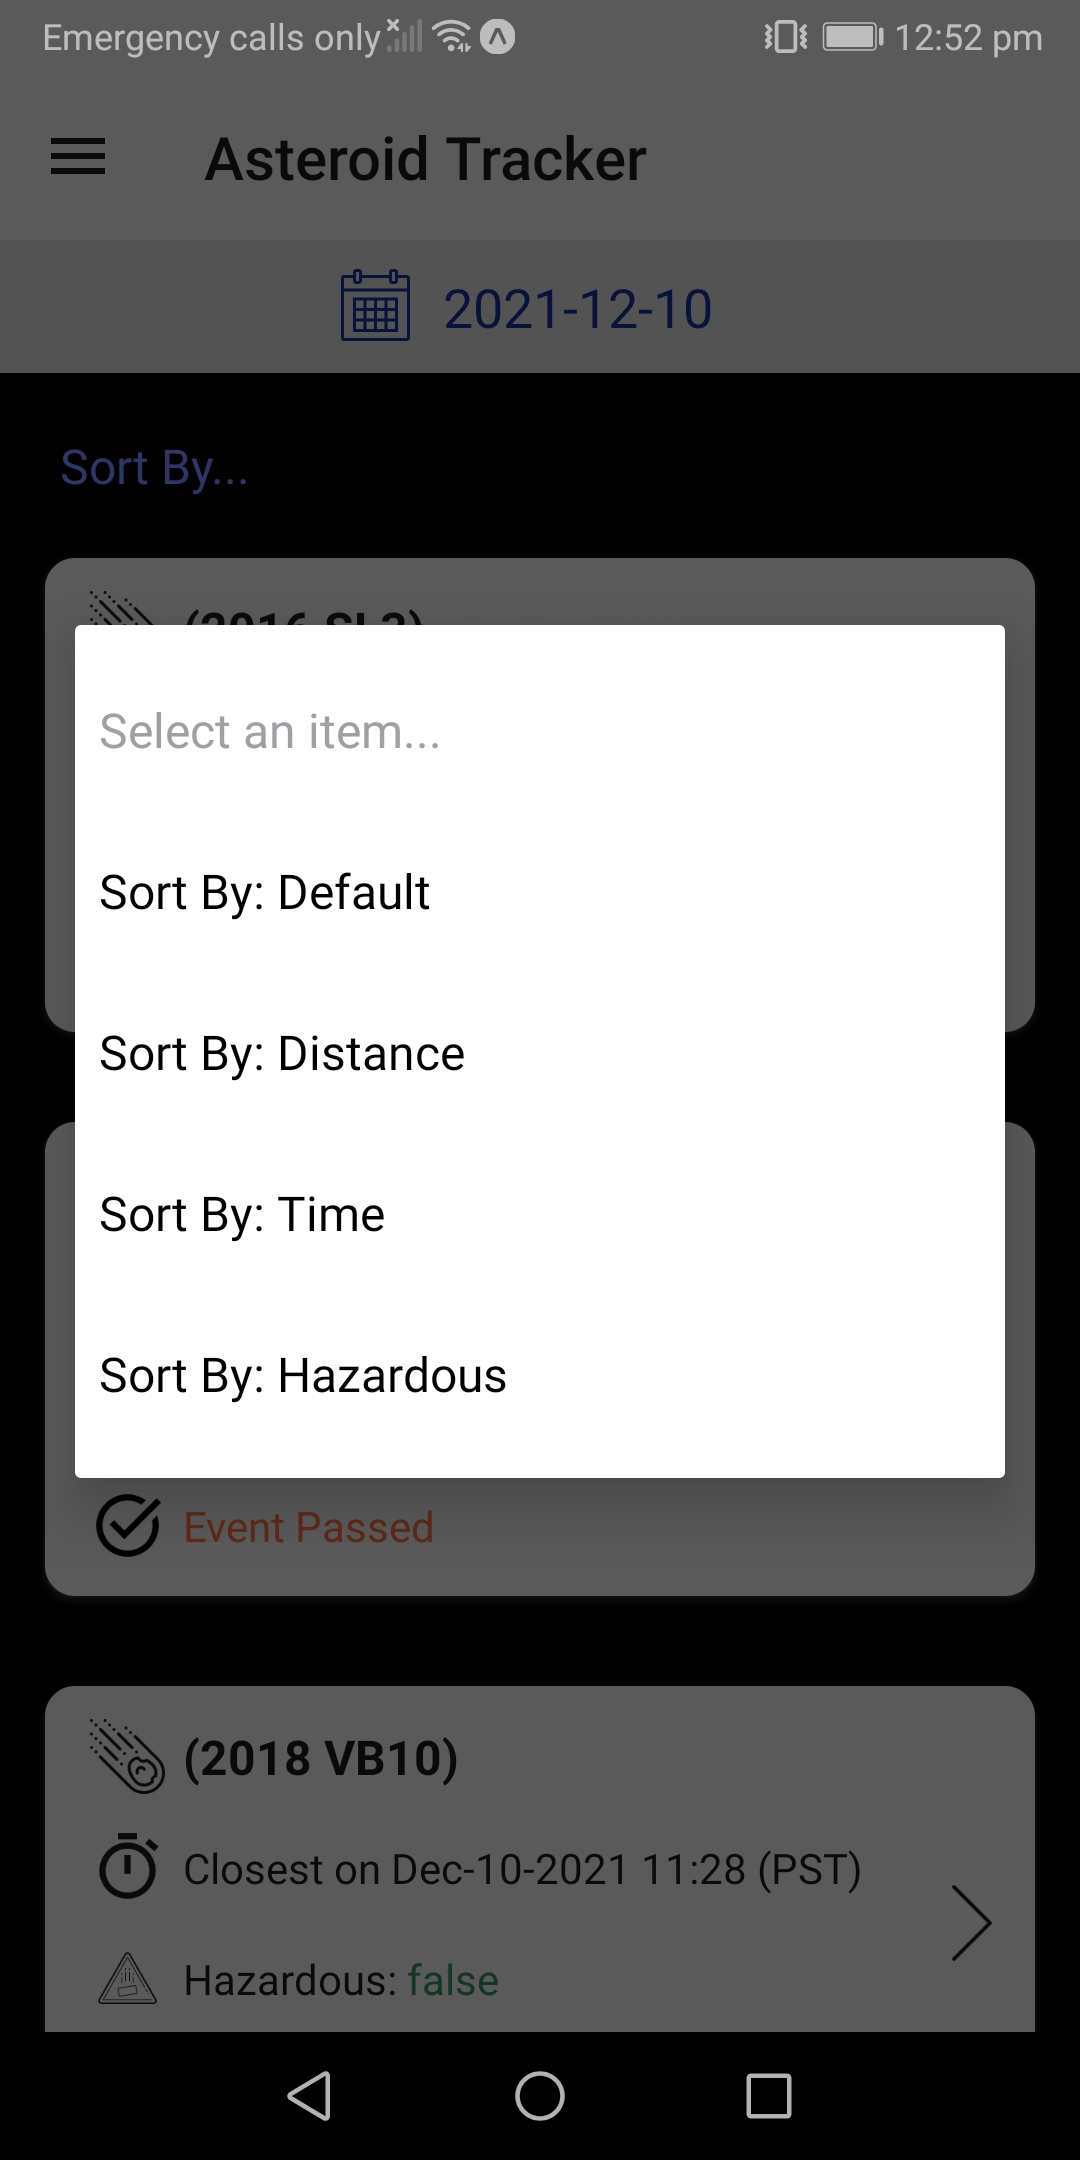 Emergency calls only
12:52 pm
Asteroid Tracker
2021-12-10
Sort By...
Select an item...
Sort By: Default
Sort By: Distance
Sort By: Time
Sort By: Hazardous
Event Passed
(2018 VB10)
Closest on Dec-10-2021 11:28 (PST)
Hazardous: false